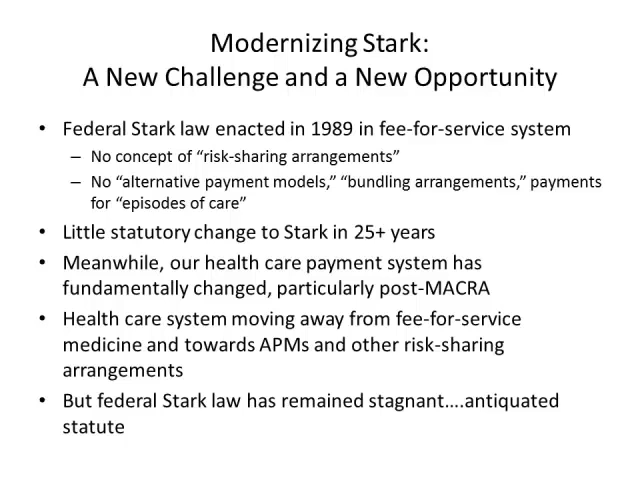 Modernizing Stark:
A New Challenge and a New Opportunity
• Federal Stark law enacted in 1989 in fee-for-service system
– No concept of “risk-sharing arrangements”
– No “alternative payment models,” “bundling arrangements,” payments
for “episodes of care”
• Little statutory change to Stark in 25+ years
• Meanwhile, our health care payment system has
fundamentally changed, particularly post-MACRA
• Health care system moving away from fee-for-service
medicine and towards APMs and other risk-sharing
arrangements
• But federal Stark law has remained stagnant….antiquated
statute